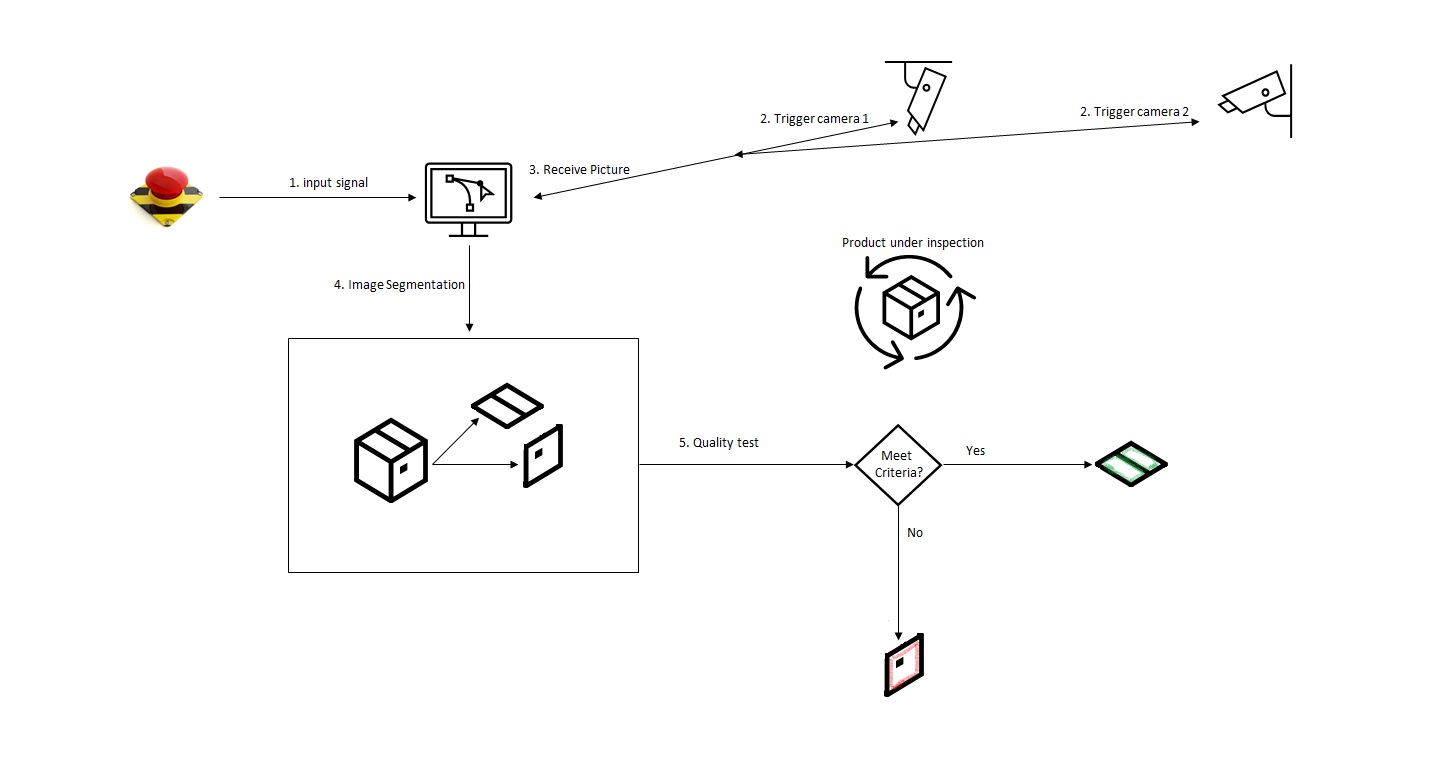 2. Trigger camera 1
2. Trigger camera 2
3. Receive Picture
1. input signal
Product under inspection
4. Image Segmentation
5. Quality test
Meet
Criteria?
Yes
No